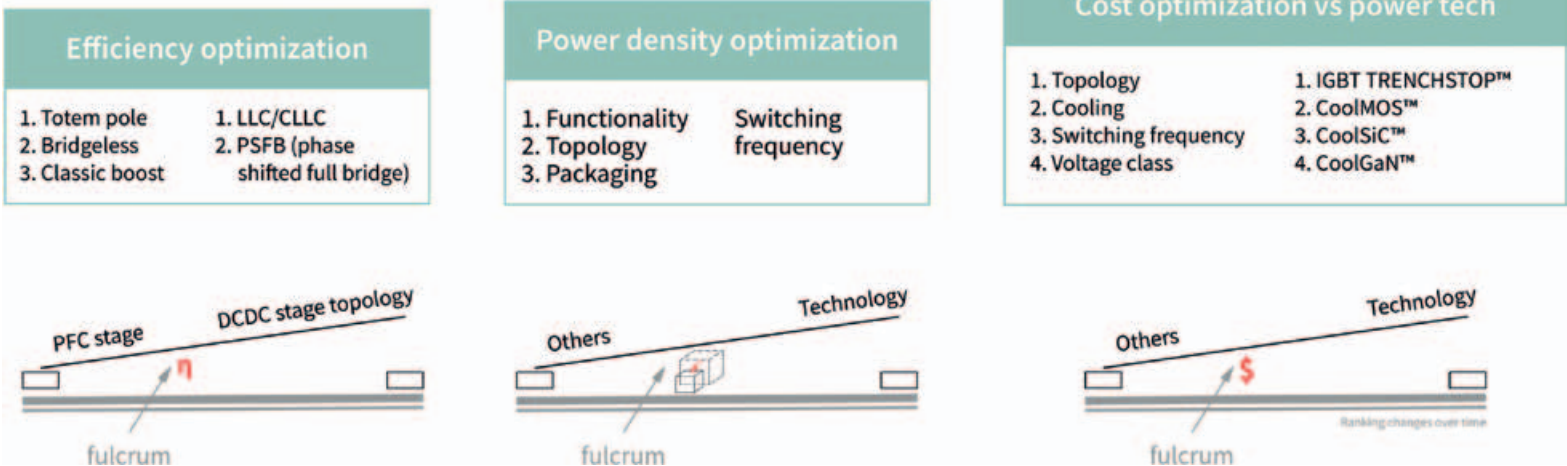 Efficiency optimization
1. Totem pole
2. Bridgeless
3. Classic boost
1. LLC/CLLC
2. PSFB (phase
shifted full bridge)
PFC stage
DCDC stage topology
η
fulcrum
Power density optimization
1. Functionality
2. Topology
3. Packaging
Switching
frequency
Others
Technology
fulcrum
Cost optimization vs power tech
1. Topology
2. Cooling
3. Switching frequency
4. Voltage class
1. IGBT TRENCHSTOP™
2. CoolMOS™
3. CoolSiC™
4. CoolGaN™
Others
Technology
$
Ranking changes over time
fulcrum